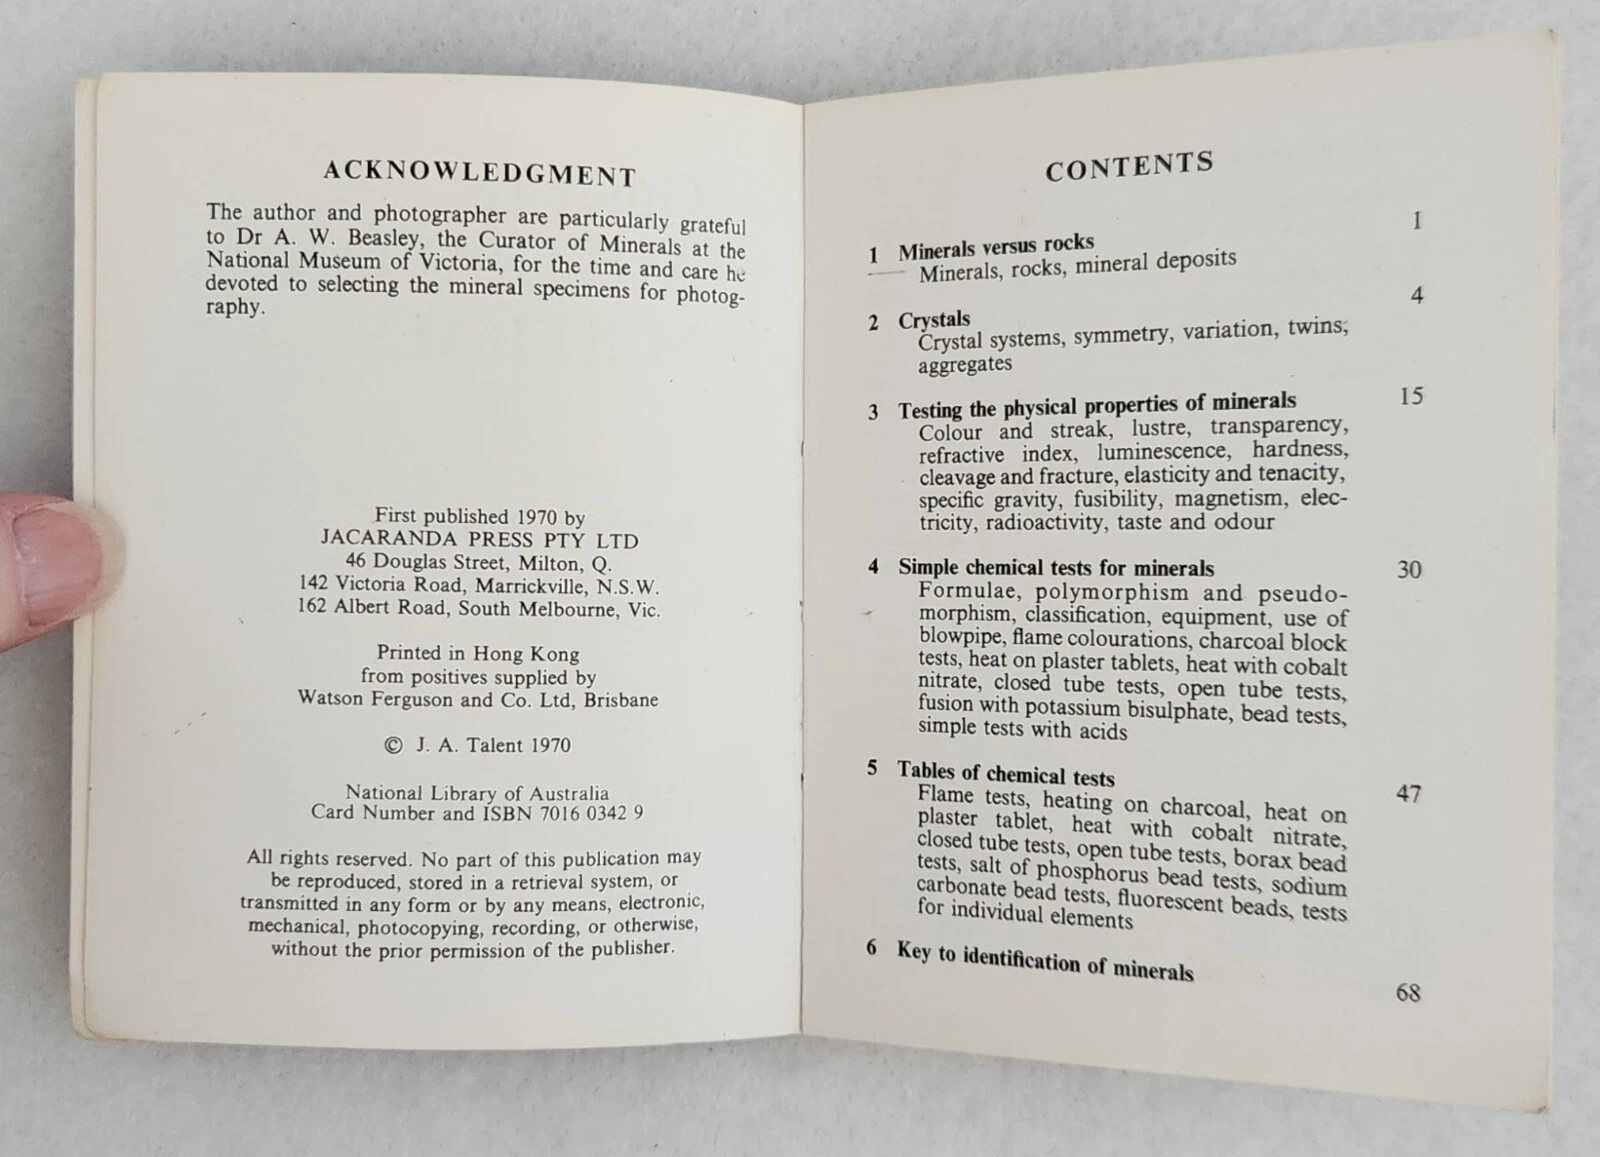 ACKNOWLEDGMENT
The author and photographer are particularly grateful
to Dr A. W. Beasley, the Curator of Minerals at the
National Museum of Victoria, for the time and care he
devoted to selecting the mineral specimens for photog-
raphy.
First published 1970 by
JACARANDA PRESS PTY LTD
46 Douglas Street, Milton, Q.
142 Victoria Road, Marrickville, N.S.W.
162 Albert Road, South Melbourne, Vic.
Printed in Hong Kong
from positives supplied by
Watson Ferguson and Co. Ltd, Brisbane
© J. A. Talent 1970
National Library of Australia
Card Number and ISBN 7016 0342 9
All rights reserved. No part of this publication may
be reproduced, stored in a retrieval system, or
transmitted in any form or by any means, electronic,
mechanical, photocopying, recording, or otherwise,
without the prior permission of the publisher.
CONTENTS
1 Minerals versus rocks 1
Minerals, rocks, mineral deposits
2 Crystals 4
Crystal systems, symmetry, variation, twins,
aggregates
3 Testing the physical properties of minerals 15
Colour and streak, lustre, transparency,
refractive index, luminescence, hardness,
cleavage and fracture, elasticity and tenacity,
specific gravity, fusibility, magnetism, elec-
tricity, radioactivity, taste and odour
4 Simple chemical tests for minerals 30
Formulae, polymorphism and pseudo-
morphism, classification, equipment, use of
blowpipe, flame colourations, charcoal block
tests, heat on plaster tablets, heat with cobalt
nitrate, closed tube tests, open tube tests,
fusion with potassium bisulphate, bead tests,
simple tests with acids
5 Tables of chemical tests 47
Flame tests, heating on charcoal, heat on
plaster tablet, heat with cobalt nitrate,
closed tube tests, open tube tests, borax bead
tests, salt of phosphorus bead tests, sodium
carbonate bead tests, fluorescent beads, tests
for individual elements
6 Key to identification of minerals 68